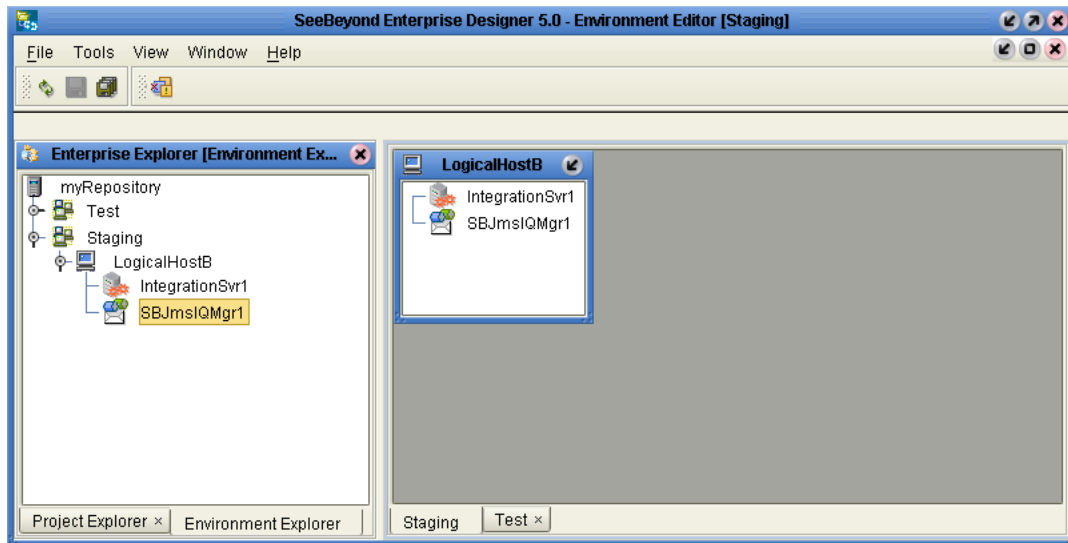 SeeBeyond Enterprise Designer 5.0 - Environment Editor [Staging]
File Tools View Window Help
Enterprise Explorer [Environment Ex...
myRepository
Test
Staging
LogicalHostB
IntegrationSvr1
SBJmsIQMgr1
Project Explorer ×
Environment Explorer
LogicalHostB
IntegrationSvr1
SBJmsIQMgr1
Staging
Test ×